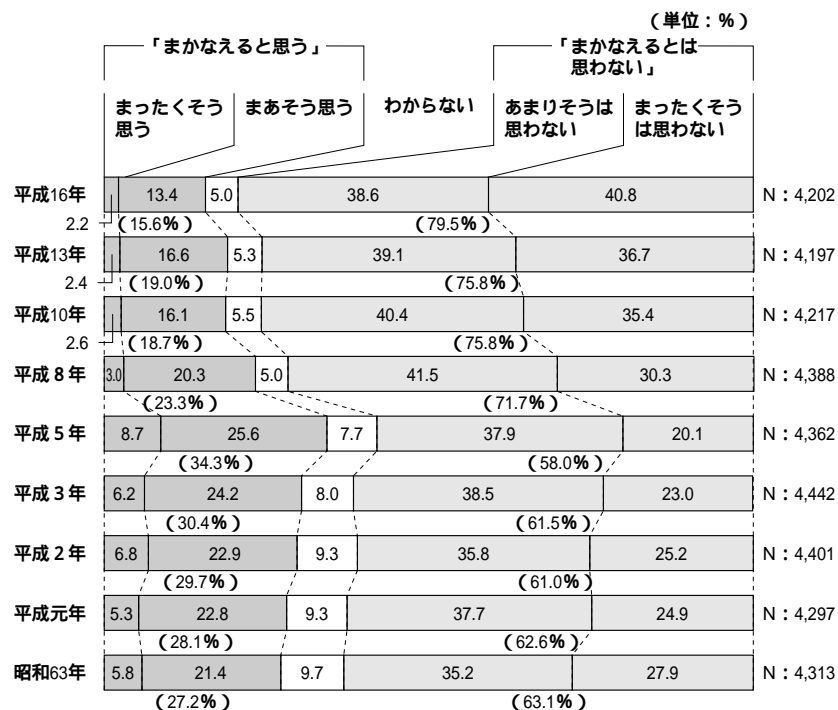 （単位：％）
「まかなえると思う」
「まかなえるとは
思わない」
まったくそう
思う
まあそう思う
わからない
あまりそうは
思わない
まったくそう
は思わない
平成16年 13.4 5.0 38.6 40.8 N：4,202
2.2 （15.6％） （79.5％）
平成13年 16.6 5.3 39.1 36.7 N：4,197
2.4 （19.0％） （75.8％）
平成10年 16.1 5.5 40.4 35.4 N：4,217
2.6 （18.7％） （75.8％）
平成８年 3.0 20.3 5.0 41.5 30.3 N：4,388
（23.3％） （71.7％）
平成５年 8.7 25.6 7.7 37.9 20.1 N：4,362
（34.3％） （58.0％）
平成３年 6.2 24.2 8.0 38.5 23.0 N：4,442
（30.4％） （61.5％）
平成２年 6.8 22.9 9.3 35.8 25.2 N：4,401
（29.7％） （61.0％）
平成元年 5.3 22.8 9.3 37.7 24.9 N：4,297
（28.1％） （62.6％）
昭和63年 5.8 21.4 9.7 35.2 27.9 N：4,313
（27.2％） （63.1％）